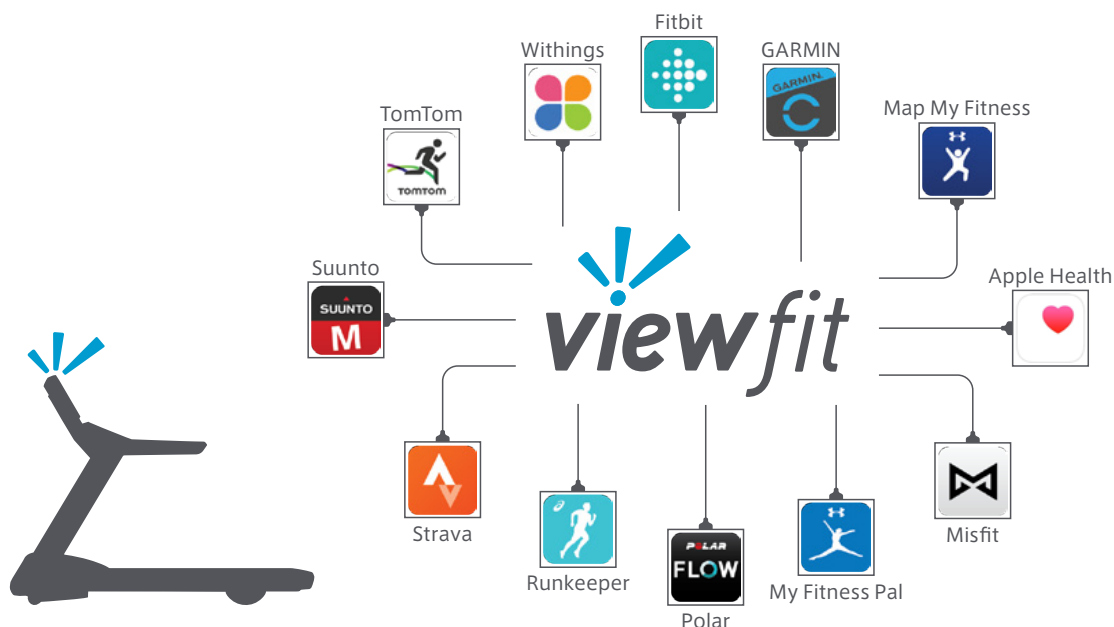 Fitbit
Withings
GARMIN
GARMIN.
Map My Fitness
TomTom
TOMTOM
Suunto
SUUNTO
M
Apple Health
viewfit
Strava
Runkeeper
POLAR
FLOW
Polar
My Fitness Pal
Misfit